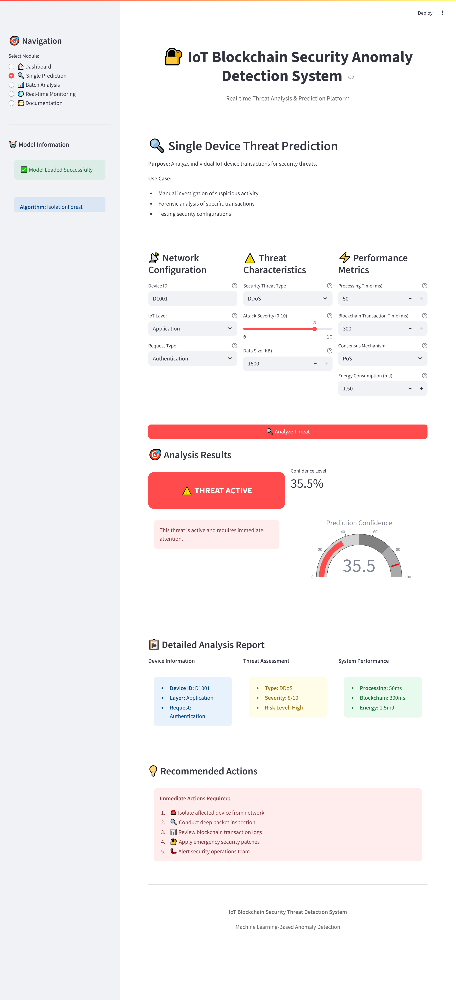 Deploy
Navigation
Select Module:
Dashboard
Single Prediction
Batch Analysis
Real-time Monitoring
Documentation
Model Information
Model Loaded Successfully
Algorithm: IsolationForest
IoT Blockchain Security Anomaly
Detection System
Real-time Threat Analysis & Prediction Platform
Single Device Threat Prediction
Purpose: Analyze individual IoT device transactions for security threats.
Use Case:
• Manual investigation of suspicious activity
• Forensic analysis of specific transactions
• Testing security configurations
Network
Configuration
Device ID
D1001
IoT Layer
Application
Request Type
Authentication
Threat
Characteristics
Security Threat Type
DDoS
Attack Severity (0-10)
8
0 10
Data Size (KB)
1500
Performance
Metrics
Processing Time (ms)
50
Blockchain Transaction Time (ms)
300
Consensus Mechanism
PoS
Energy Consumption (mJ)
1.50
Analyze Threat
Analysis Results
THREAT ACTIVE
This threat is active and requires immediate
attention.
Confidence Level
35.5%
Prediction Confidence
0 20 40 60 80 100
35.5
Detailed Analysis Report
Device Information
• Device ID: D1001
• Layer: Application
• Request:
Authentication
Threat Assessment
• Type: DDoS
• Severity: 8/10
• Risk Level: High
System Performance
• Processing: 50ms
• Blockchain: 300ms
• Energy: 1.5mJ
Recommended Actions
Immediate Actions Required:
1. Isolate affected device from network
2. Conduct deep packet inspection
3. Review blockchain transaction logs
4. Apply emergency security patches
5. Alert security operations team
IoT Blockchain Security Threat Detection System
Machine Learning-Based Anomaly Detection